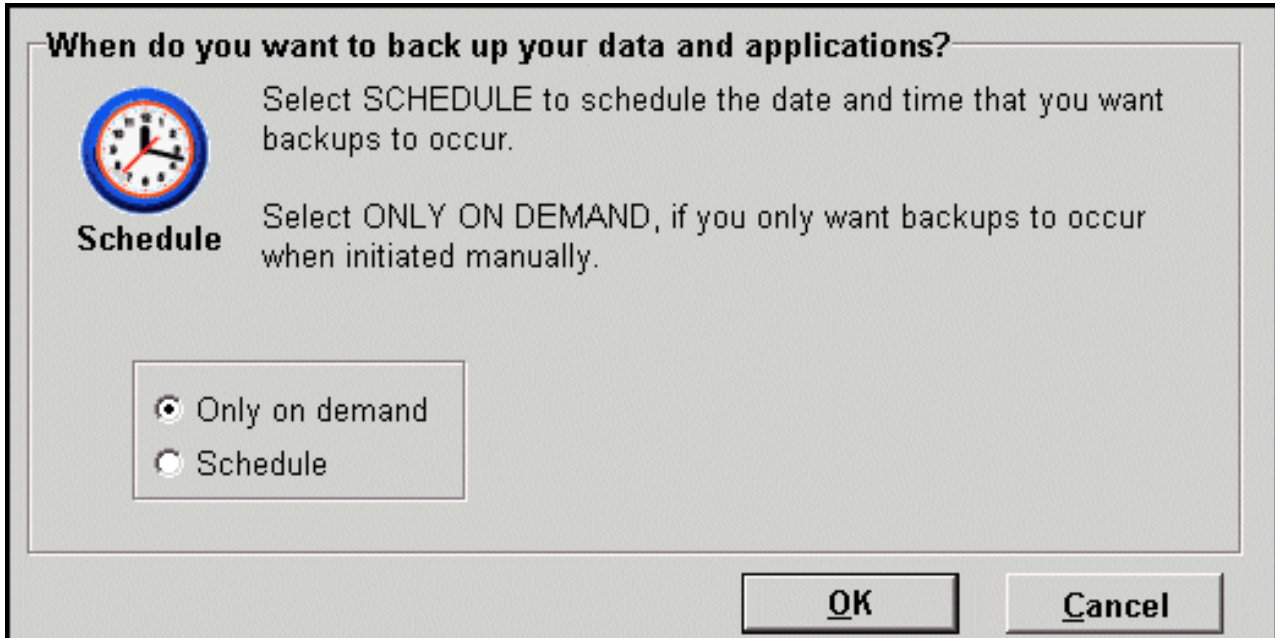 When do you want to back up your data and applications?
Select SCHEDULE to schedule the date and time that you want
backups to occur.
Select ONLY ON DEMAND, if you only want backups to occur
when initiated manually.
Schedule
Only on demand
Schedule
OK
Cancel